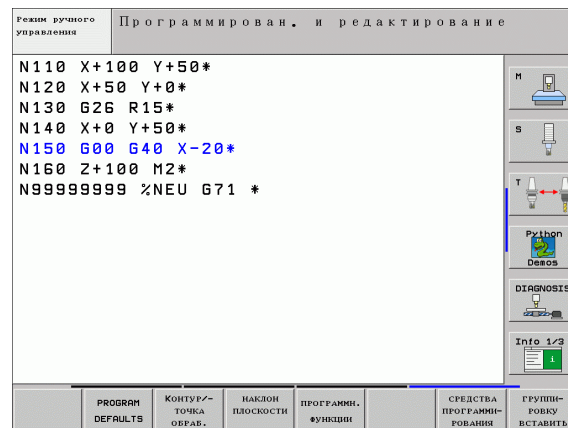 Режим ручного
управления
Программирован. и редактирование
N110 X+100 Y+50*
N120 X+50 Y+0*
N130 G26 R15*
N140 X+0 Y+50*
N150 G00 G40 X-20*
N160 Z+100 M2*
N99999999 %NEU G71 *
M
S
T
Python
Demos
DIAGNOSIS
Info 1/3
i
PROGRAM
DEFAULTS
КОНТУР/-
ТОЧКА
ОБРАБ.
НАКЛОН
ПЛОСКОСТИ
ПРОГРАММН.
ФУНКЦИИ
СРЕДСТВА
ПРОГРАММИ-
РОВАНИЯ
ГРУППИ-
РОВКУ
ВСТАВИТЬ